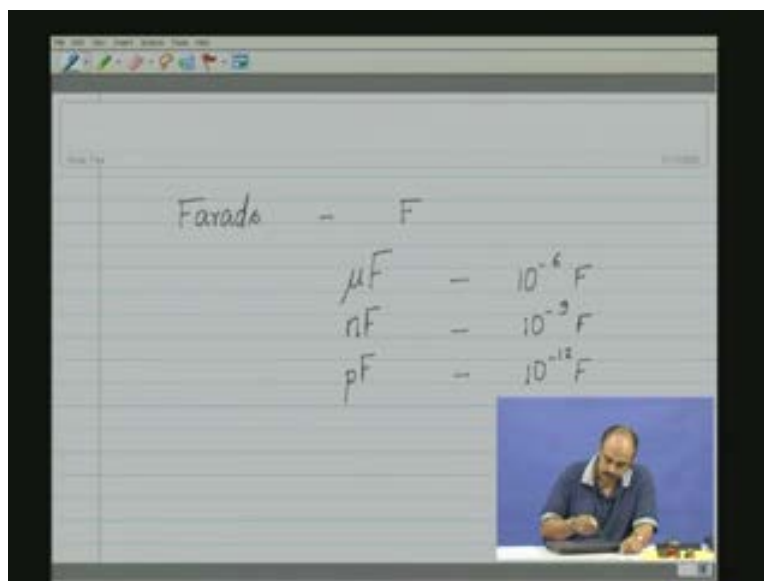 Farads - F
μF - 10⁻⁶ F
nF - 10⁻⁹ F
pF - 10⁻¹² F